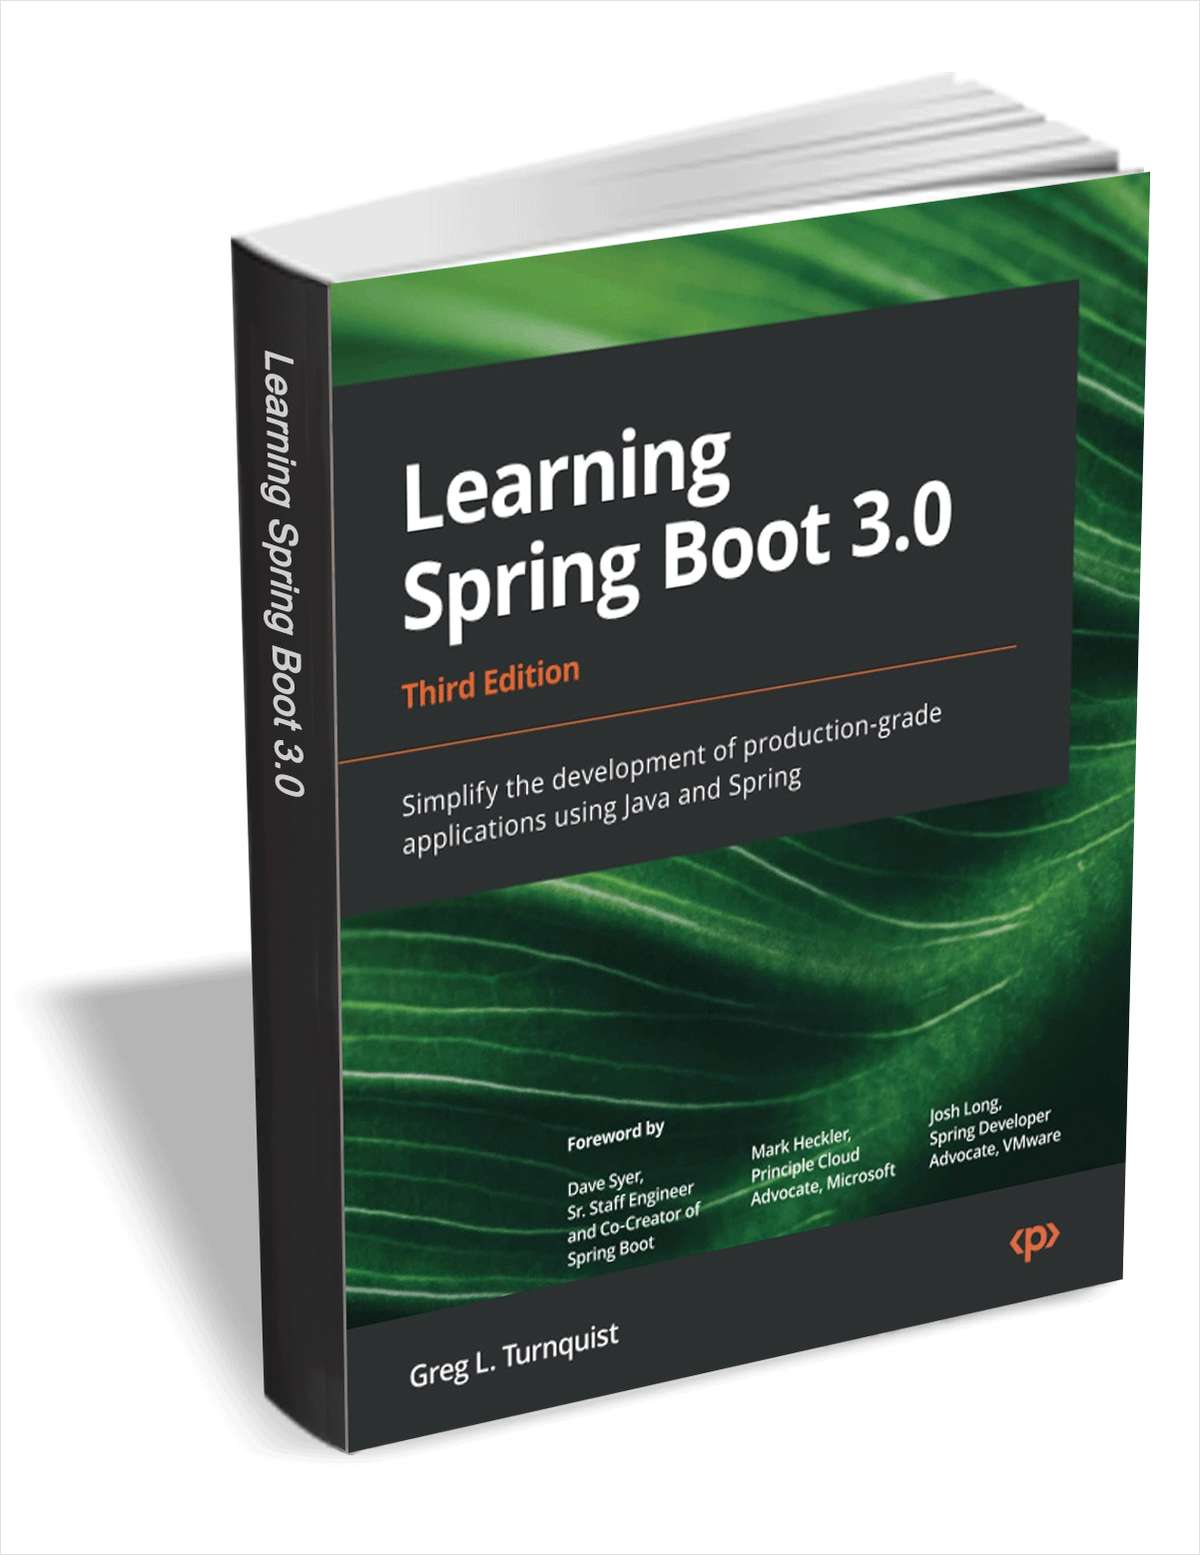 Learning Spring Boot 3.0
Learning
Spring Boot 3.0
Third Edition
Simplify the development of production-grade
applications using Java and Spring
Foreword by
Dave Syer,
Sr. Staff Engineer
and Co-Creator of
Spring Boot
Mark Heckler,
Principle Cloud
Advocate, Microsoft
Josh Long,
Spring Developer
Advocate, VMware
<p>
Greg L. Turnquist